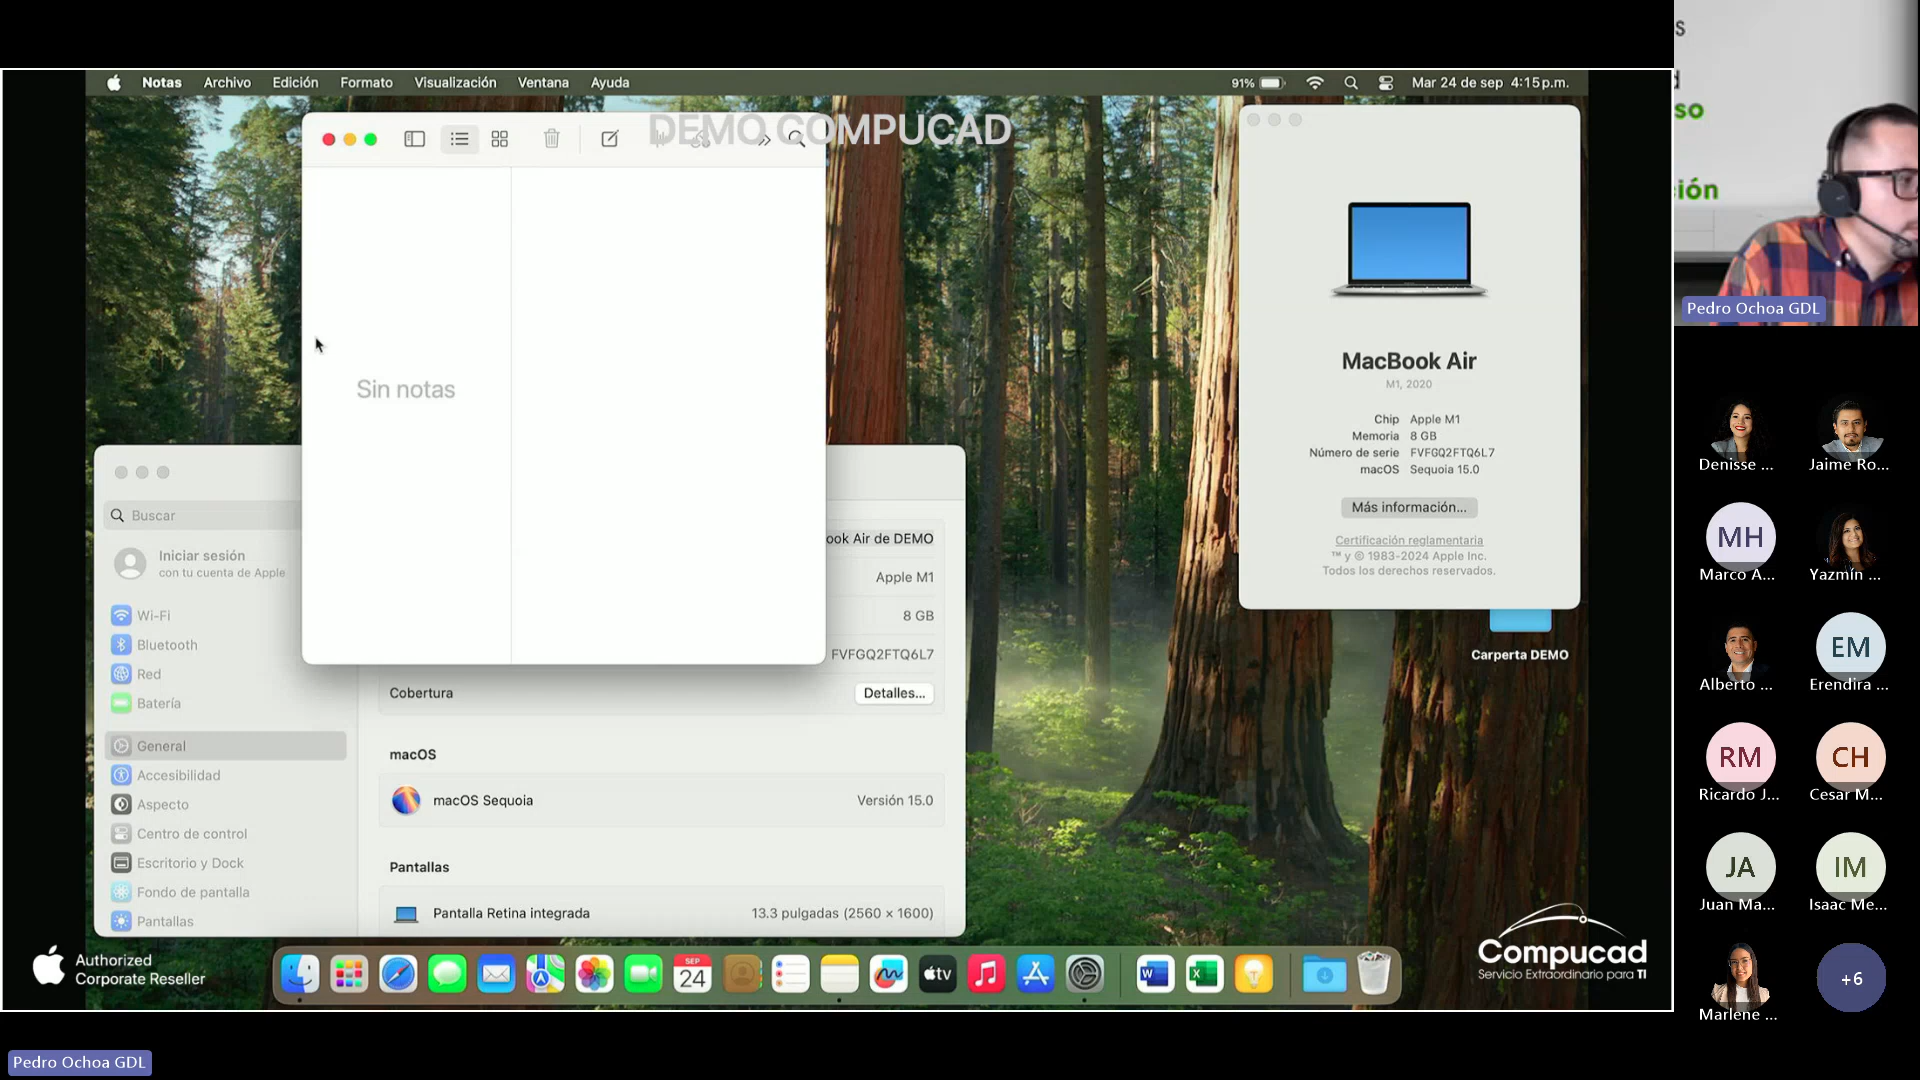 Notas Archivo Edición Formato Visualización Ventana Ayuda
91% Mar 24 de sep 4:15 p.m.
DEMO COMPUCAD
Sin notas
Buscar
Iniciar sesión
con tu cuenta de Apple
Wi-Fi
Bluetooth
Red
Batería
General
Accesibilidad
Aspecto
Centro de control
Escritorio y Dock
Fondo de pantalla
Pantallas
ook Air de DEMO
Apple M1
8 GB
FVFGQ2FTQ6L7
Cobertura Detalles...
macOS
macOS Sequoia Versión 15.0
Pantallas
Pantalla Retina integrada 13.3 pulgadas (2560 × 1600)
MacBook Air
M1, 2020
Chip Apple M1
Memoria 8 GB
Número de serie FVFGQ2FTQ6L7
macOS Sequoia 15.0
Más información...
Certificación reglamentaria
™ y © 1983-2024 Apple Inc.
Todos los derechos reservados.
Carperta DEMO
Authorized
Corporate Reseller
SEP
24
tv
W
X
Compucad
Servicio Extraordinario para TI
Pedro Ochoa GDL
s
d
so
ión
Pedro Ochoa GDL
Denisse ... Jaime Ro...
MH
Marco A... Yazmín ...
EM
Alberto ... Erendira ...
RM CH
Ricardo J... Cesar M...
JA IM
Juan Ma... Isaac Me...
+6
Marlene ...